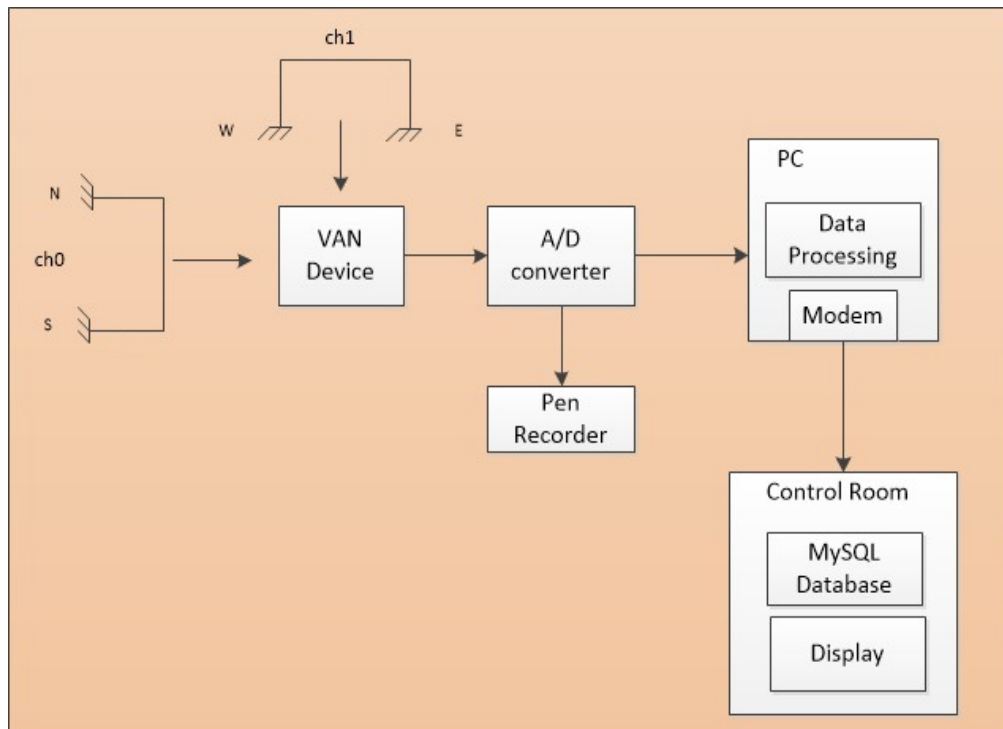 ch1
W
E
N
ch0
S
VAN
Device
A/D
converter
PC
Data
Processing
Modem
Pen
Recorder
Control Room
MySQL
Database
Display